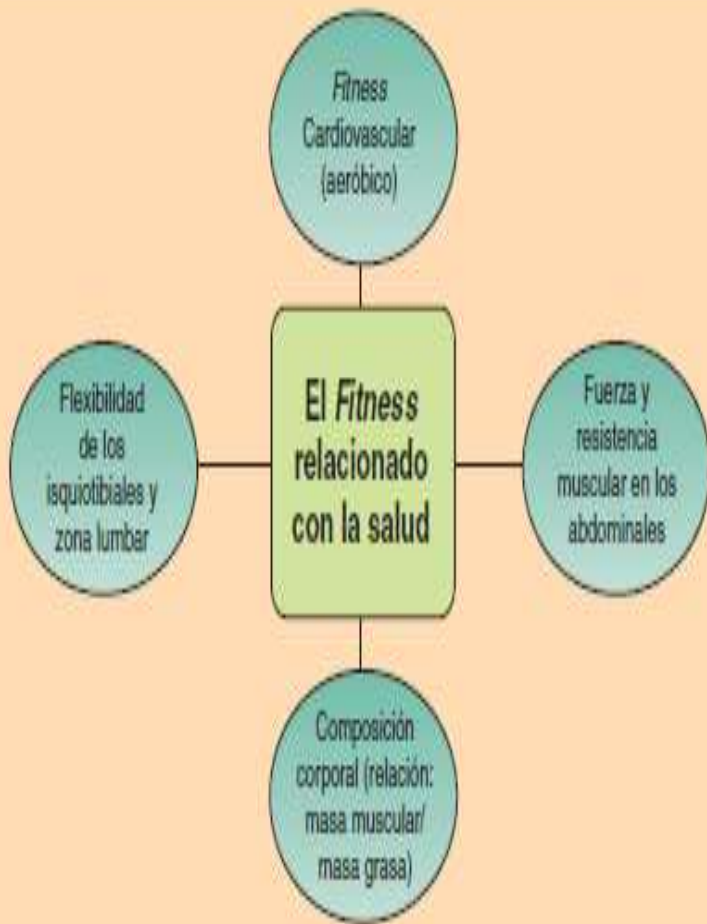 Fitness
Cardiovascular
(aeróbico)
Flexibilidad
de los
isquiotibiales y
zona lumbar
El Fitness
relacionado
con la salud
Fuerza y
resistencia
muscular en los
abdominales
Composición
corporal (relación:
masa muscular/
masa grasa)